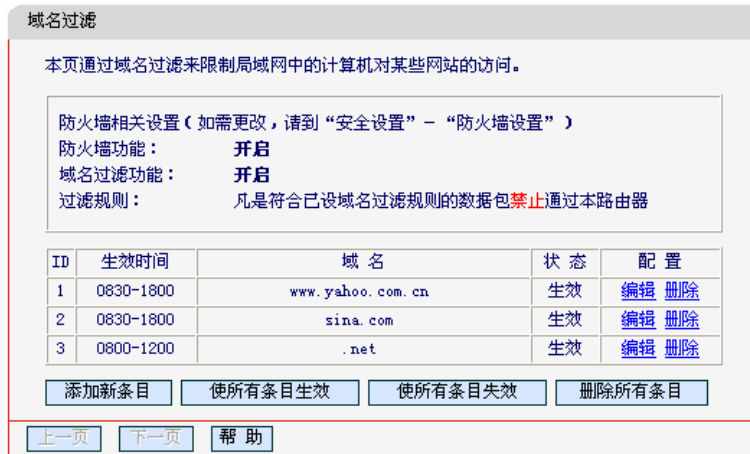 域名过滤
本页通过域名过滤来限制局域网中的计算机对某些网站的访问。
防火墙相关设置(如需更改，请到“安全设置”-“防火墙设置”)
防火墙功能： 开启
域名过滤功能： 开启
过滤规则： 凡是符合已设域名过滤规则的数据包禁止通过本路由器
ID 生效时间 域 名 状 态 配 置
1 0830-1800 www.yahoo.com.cn 生效 编辑 删除
2 0830-1800 sina.com 生效 编辑 删除
3 0800-1200 .net 生效 编辑 删除
添加新条目 使所有条目生效 使所有条目失效 删除所有条目
上一页 下一页 帮 助